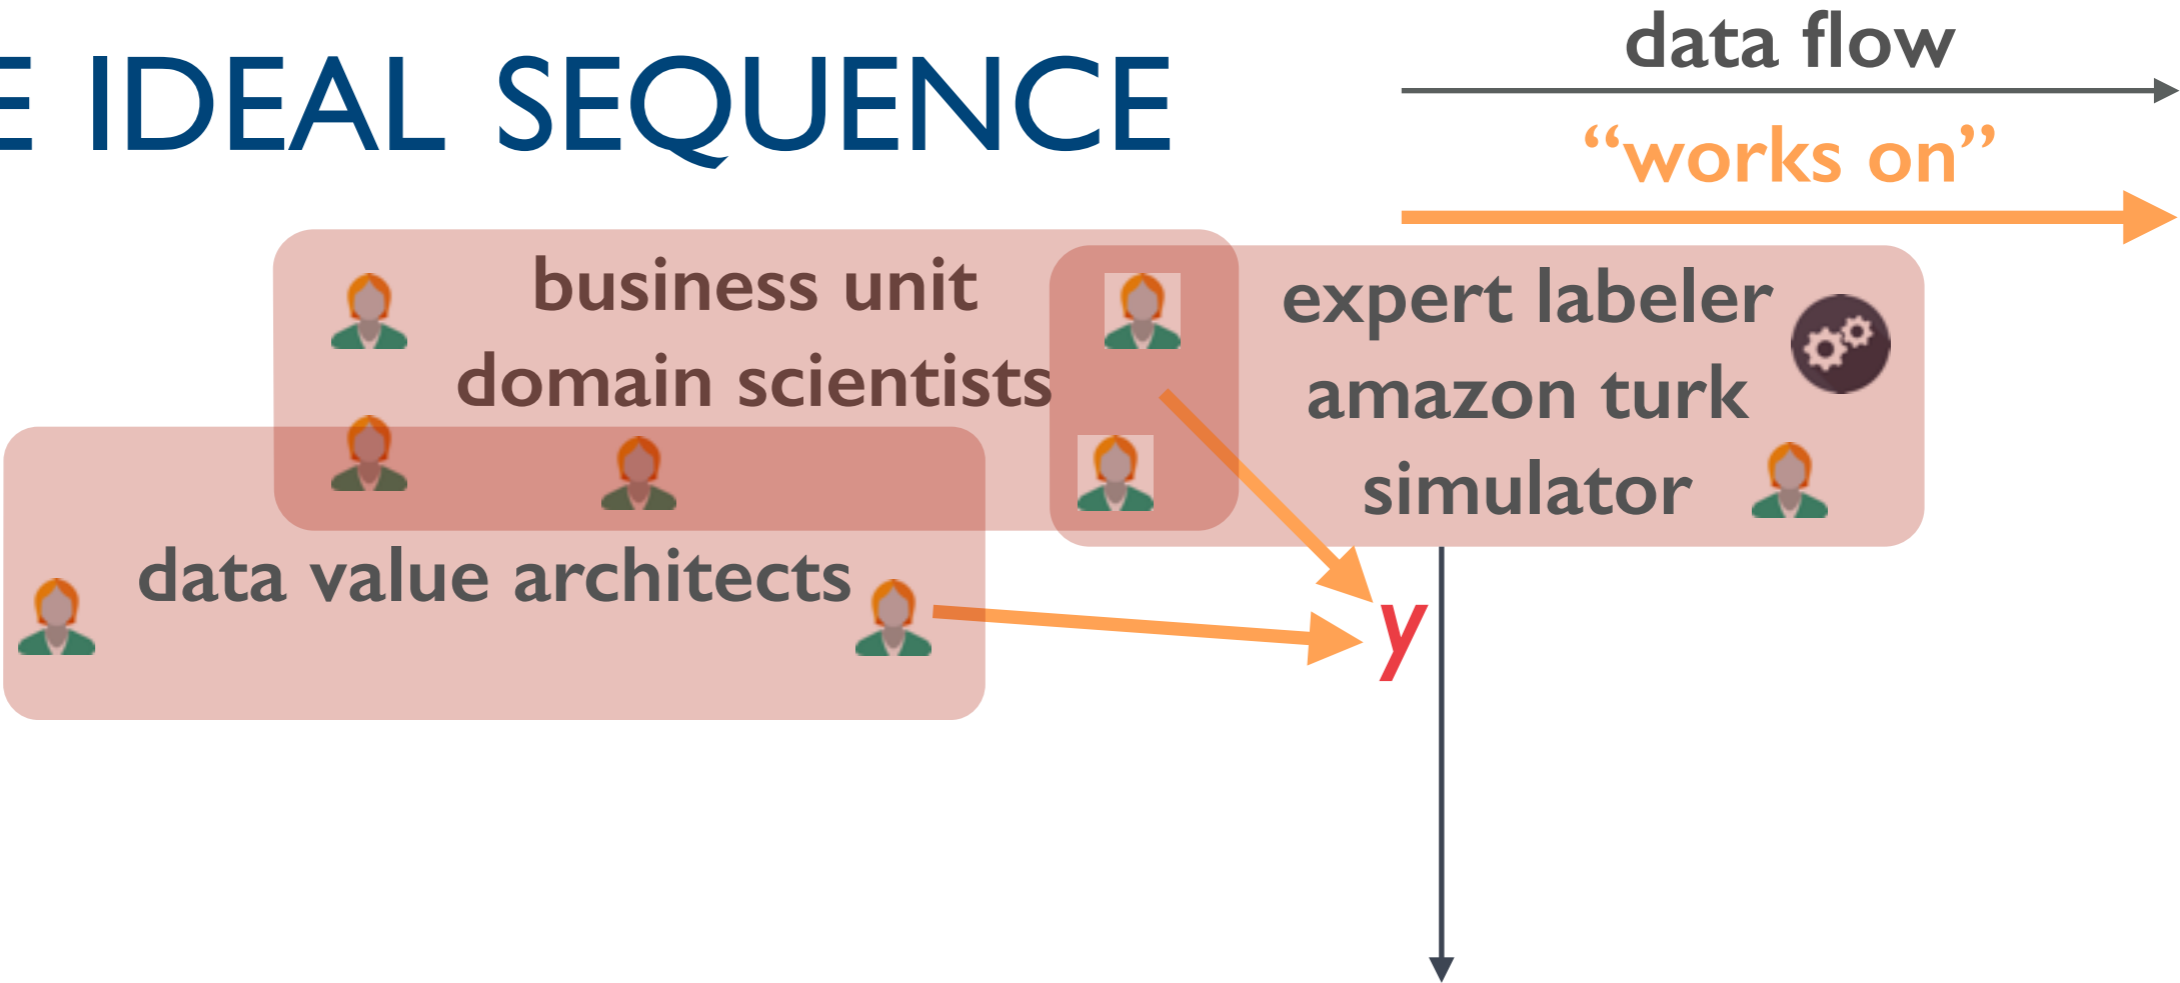 E IDEAL SEQUENCE
data flow
“works on”
business unit
domain scientists
expert labeler
amazon turk
simulator
data value architects
y